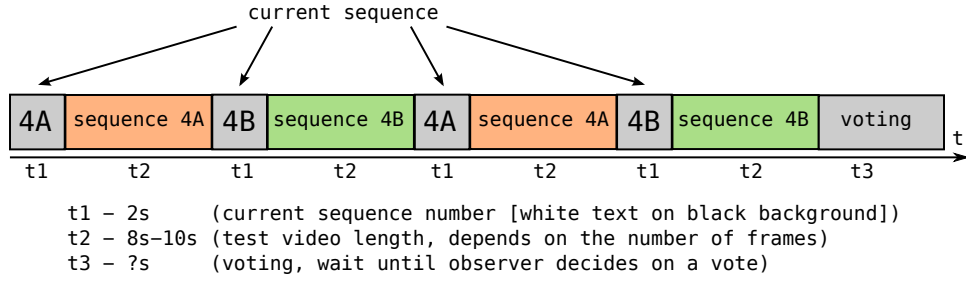 current sequence
4A sequence 4A 4B sequence 4B 4A sequence 4A 4B sequence 4B voting
t
t1 t2 t1 t2 t1 t2 t1 t2 t3
t1 – 2s (current sequence number [white text on black background])
t2 – 8s–10s (test video length, depends on the number of frames)
t3 – ?s (voting, wait until observer decides on a vote)